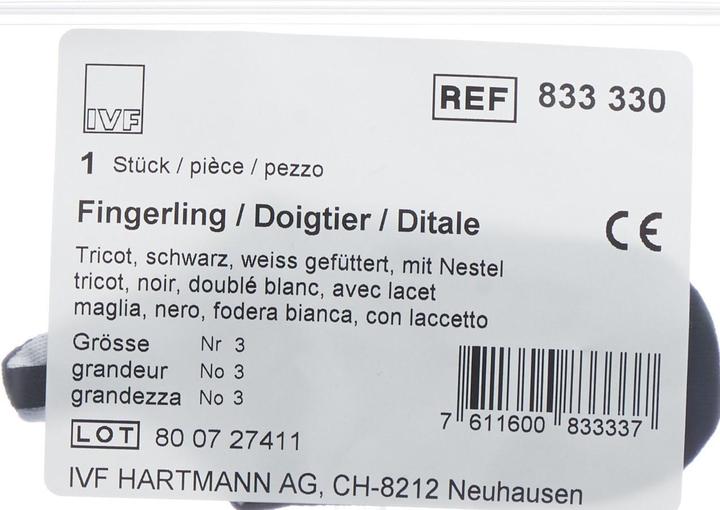 IVF
REF 833 330
1 Stück / pièce / pezzo
Fingerling / Doigtier / Ditale
CE
Tricot, schwarz, weiss gefüttert, mit Nestel
tricot, noir, doublé blanc, avec lacet
maglia, nero, fodera bianca, con laccetto
Grösse Nr 3
grandeur No 3
grandezza No 3
7 611600 833337
LOT 80 07 27411
IVF HARTMANN AG, CH-8212 Neuhausen